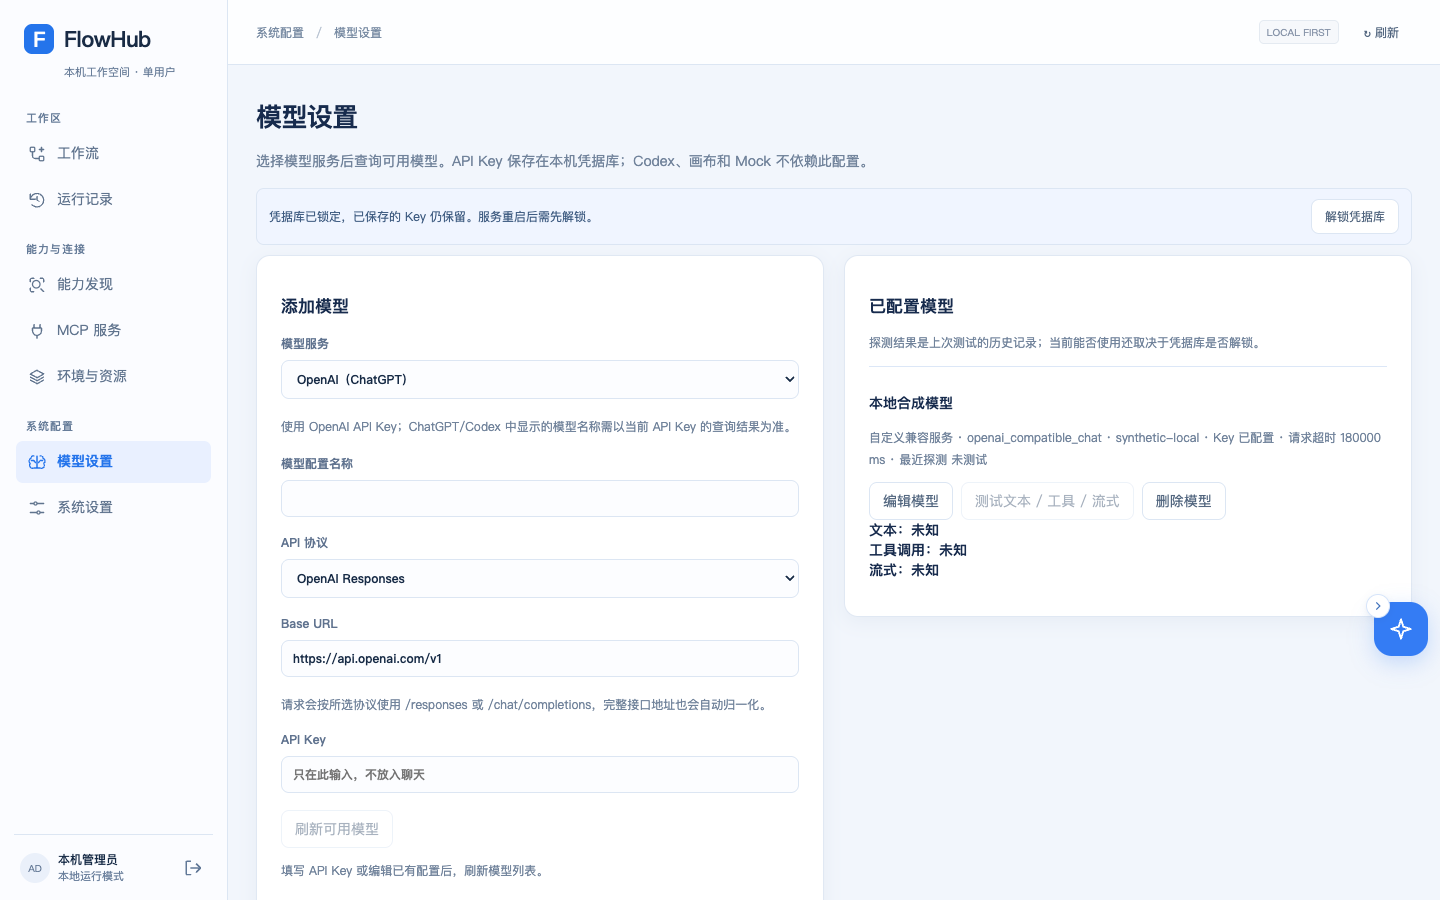 F FlowHub
本机工作空间 · 单用户
工作区
工作流
运行记录
能力与连接
能力发现
MCP 服务
环境与资源
系统配置
模型设置
系统设置
AD
本机管理员
本地运行模式
系统配置 / 模型设置
LOCAL FIRST
↻ 刷新
模型设置
选择模型服务后查询可用模型。API Key 保存在本机凭据库；Codex、画布和 Mock 不依赖此配置。
凭据库已锁定，已保存的 Key 仍保留。服务重启后需先解锁。
解锁凭据库
添加模型
模型服务
OpenAI（ChatGPT）
使用 OpenAI API Key；ChatGPT/Codex 中显示的模型名称需以当前 API Key 的查询结果为准。
模型配置名称
API 协议
OpenAI Responses
Base URL
https://api.openai.com/v1
请求会按所选协议使用 /responses 或 /chat/completions，完整接口地址也会自动归一化。
API Key
只在此输入，不放入聊天
刷新可用模型
填写 API Key 或编辑已有配置后，刷新模型列表。
已配置模型
探测结果是上次测试的历史记录；当前能否使用还取决于凭据库是否解锁。
本地合成模型
自定义兼容服务 · openai_compatible_chat · synthetic-local · Key 已配置 · 请求超时 180000
ms · 最近探测 未测试
编辑模型
测试文本 / 工具 / 流式
删除模型
文本：未知
工具调用：未知
流式：未知